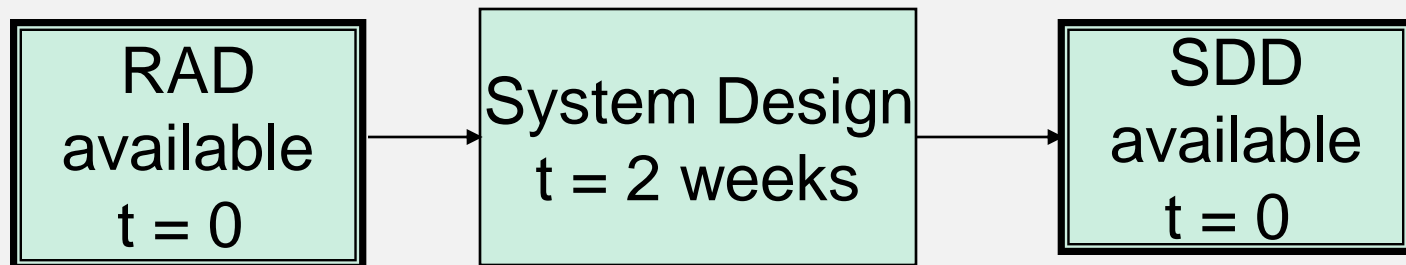 RAD
available
t = 0
System Design
t = 2 weeks
SDD
available
t = 0